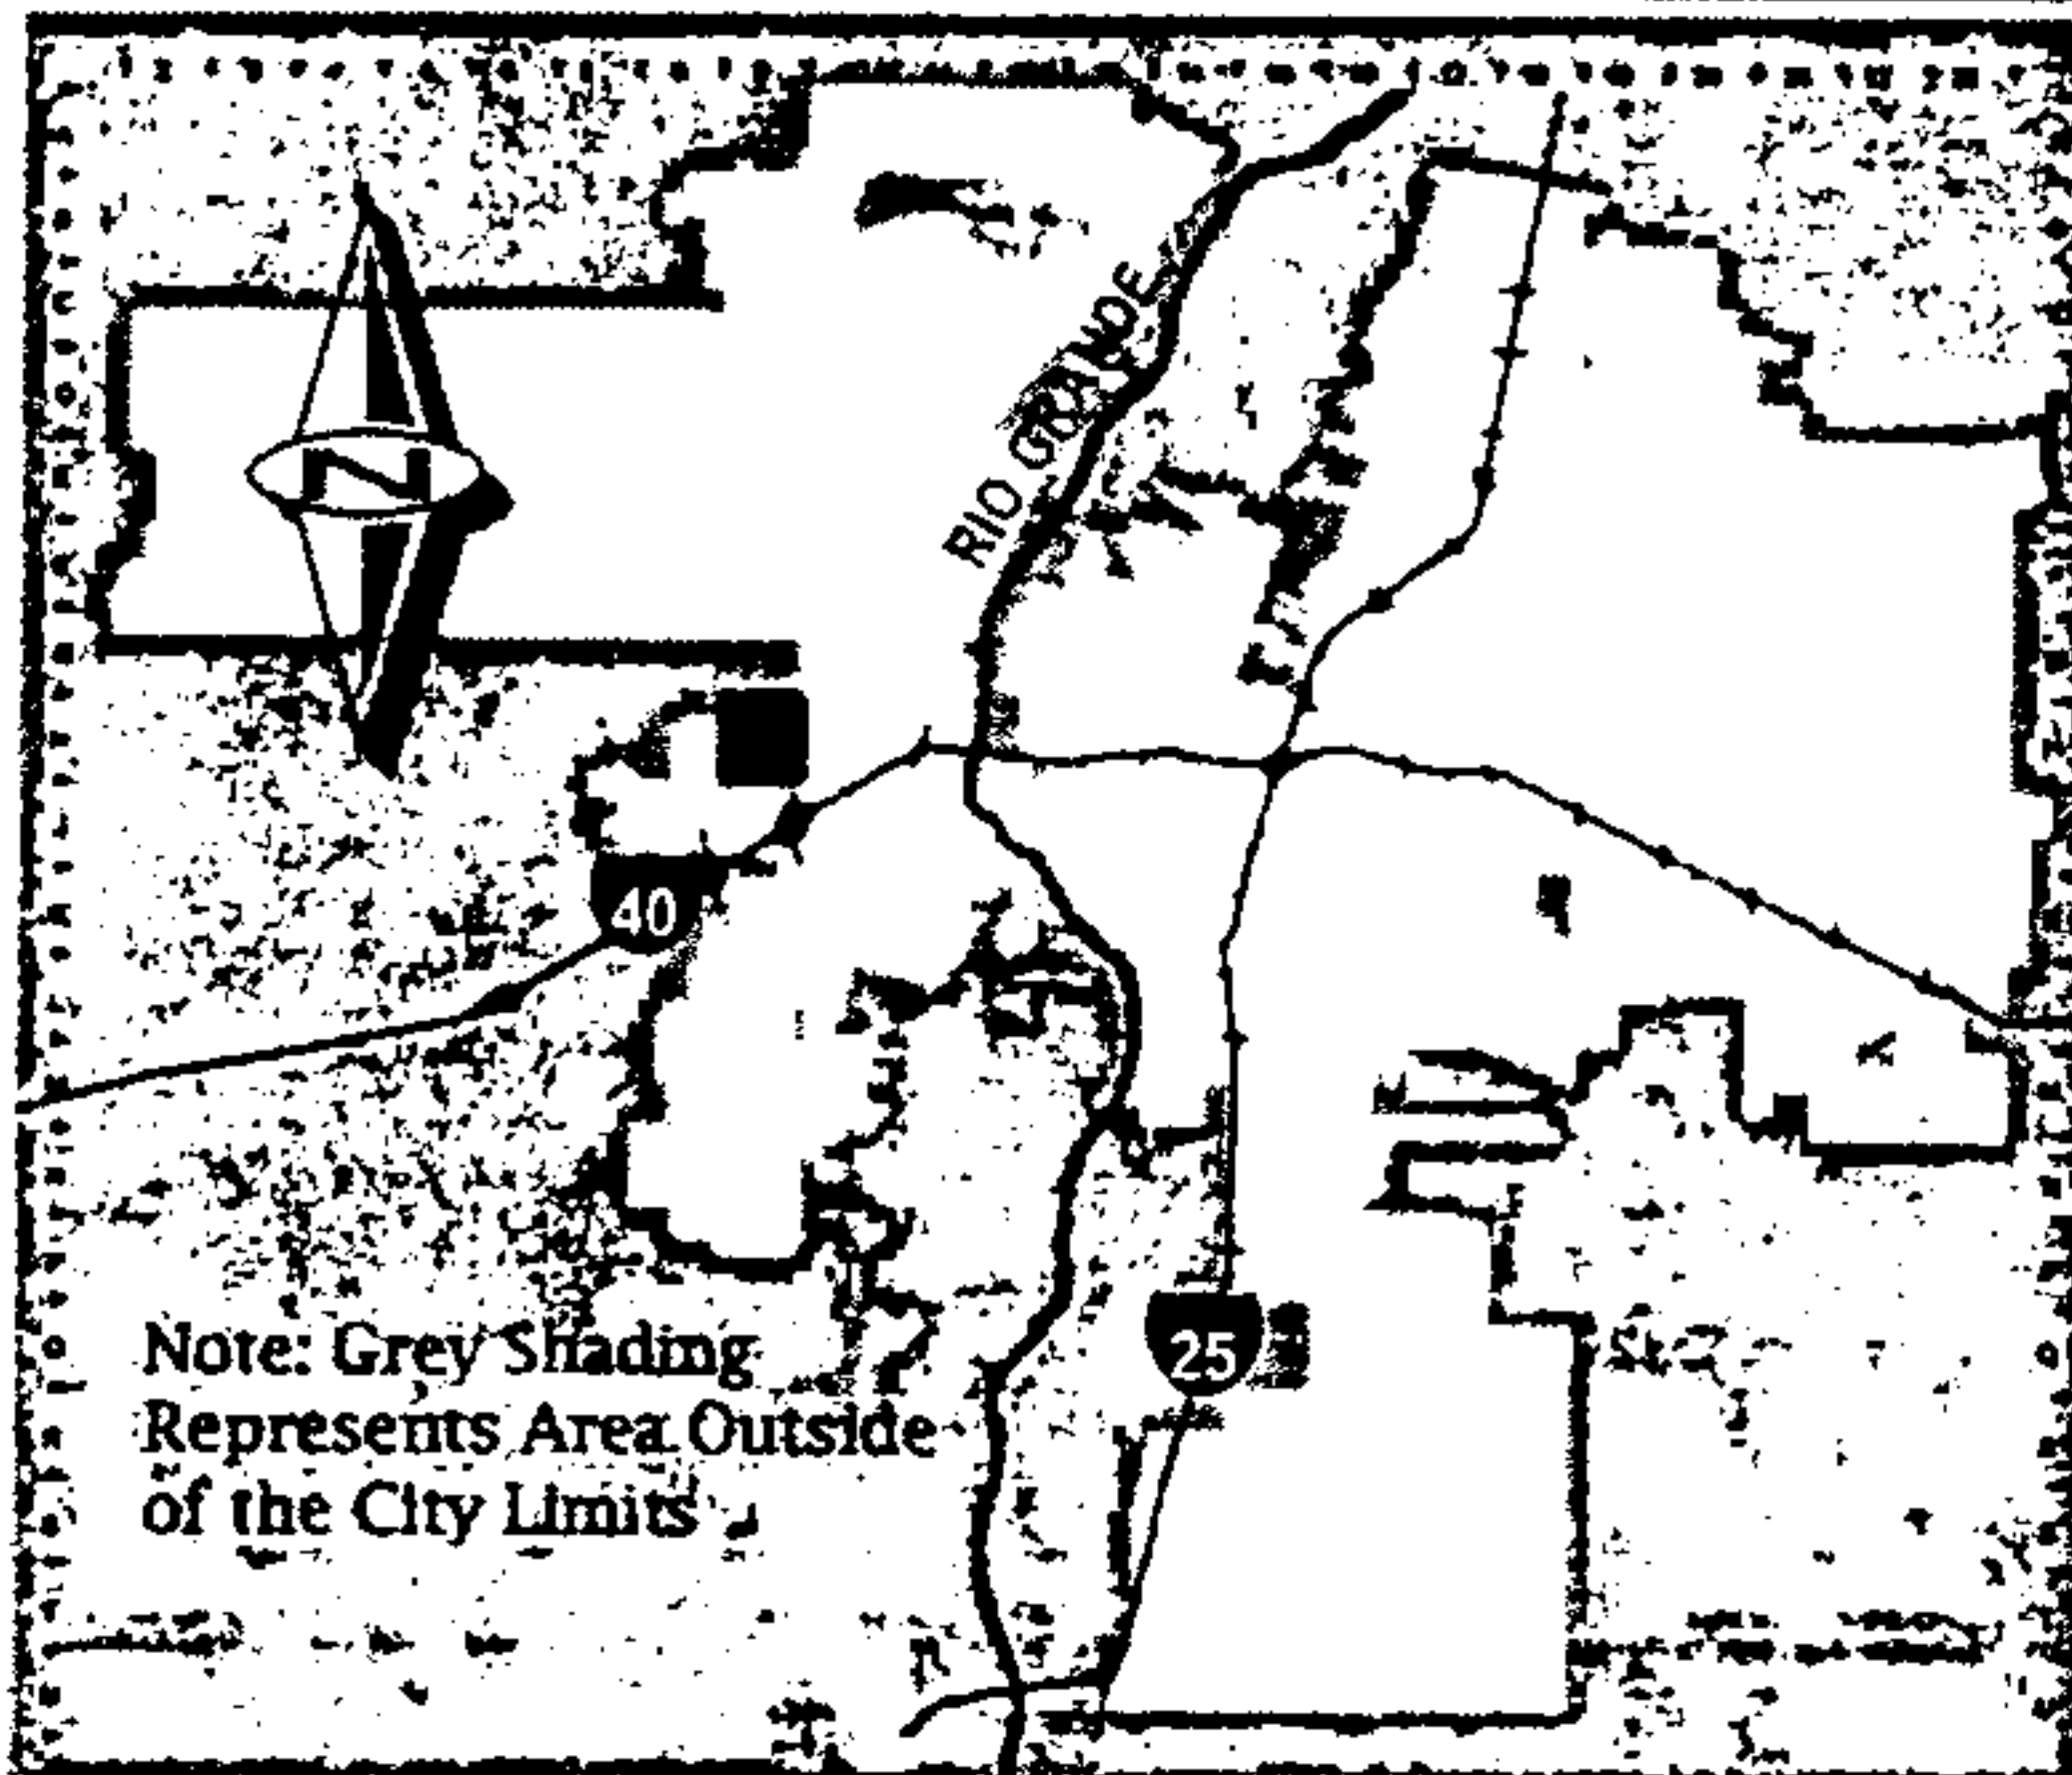 N
RIO GRANDE
40
25
Note: Grey Shading
Represents Area Outside
of the City Limits